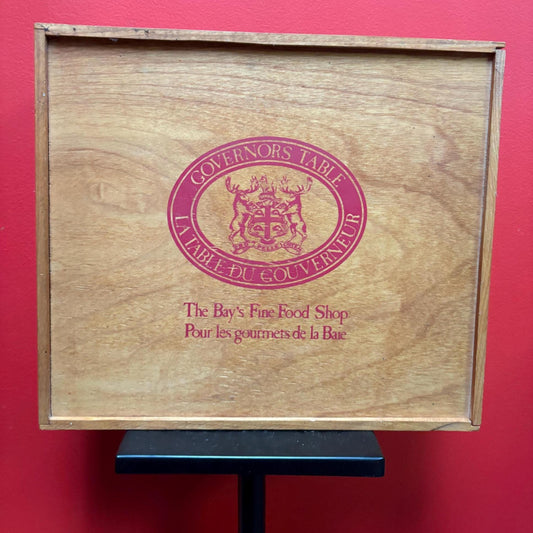 GOVERNORS TABLE
LA TABLE DU GOUVERNEUR
The Bay's Fine Food Shop
Pour les gourmets de la Baie